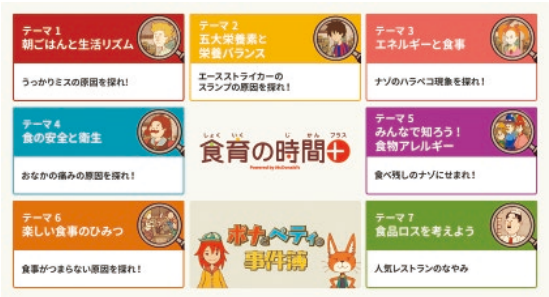 テーマ 1
朝ごはんと生活リズム
うっかりミスの原因を探れ!
テーマ 2
五大栄養素と
栄養バランス
エースストライカーの
スランプの原因を探れ!
テーマ 3
エネルギーと食事
ナゾのハラペコ現象を探れ!
テーマ 4
食の安全と衛生
おなかの痛みの原因を探れ!
しょく いく じ かん プラス
食育の時間+
Powered by McDonald's
テーマ 5
みんなで知ろう!
食物アレルギー
食べ残しのナゾにせまれ!
テーマ 6
楽しい食事のひみつ
食事がつまらない原因を探れ!
ホナとペティの
事件簿
テーマ 7
食品ロスを考えよう
人気レストランのなやみ